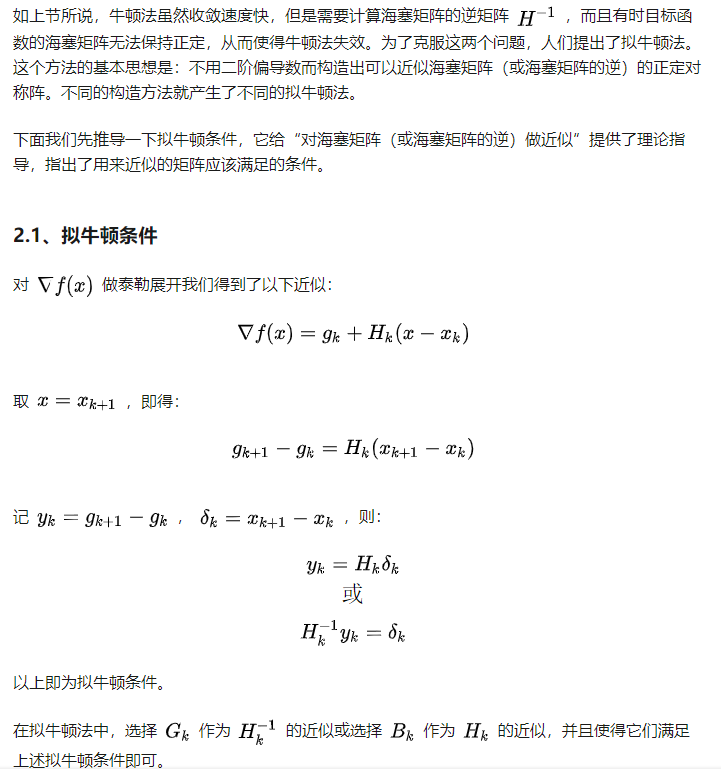 如上节所说，牛顿法虽然收敛速度快，但是需要计算海塞矩阵的逆矩阵 H⁻¹ ，而且有时目标函
数的海塞矩阵无法保持正定，从而使得牛顿法失效。为了克服这两个问题，人们提出了拟牛顿法。
这个方法的基本思想是：不用二阶偏导数而构造出可以近似海塞矩阵（或海塞矩阵的逆）的正定对
称阵。不同的构造方法就产生了不同的拟牛顿法。
下面我们先推导一下拟牛顿条件，它给“对海塞矩阵（或海塞矩阵的逆）做近似”提供了理论指
导，指出了用来近似的矩阵应该满足的条件。
2.1、拟牛顿条件
对 ∇f(x) 做泰勒展开我们得到了以下近似：
∇f(x) = g_k + H_k(x − x_k)
取 x = x_{k+1} ，即得：
g_{k+1} − g_k = H_k(x_{k+1} − x_k)
记 y_k = g_{k+1} − g_k ， δ_k = x_{k+1} − x_k ，则：
y_k = H_kδ_k
或
H_k^{−1}y_k = δ_k
以上即为拟牛顿条件。
在拟牛顿法中，选择 G_k 作为 H_k^{−1} 的近似或选择 B_k 作为 H_k 的近似，并且使得它们满足
上述拟牛顿条件即可。